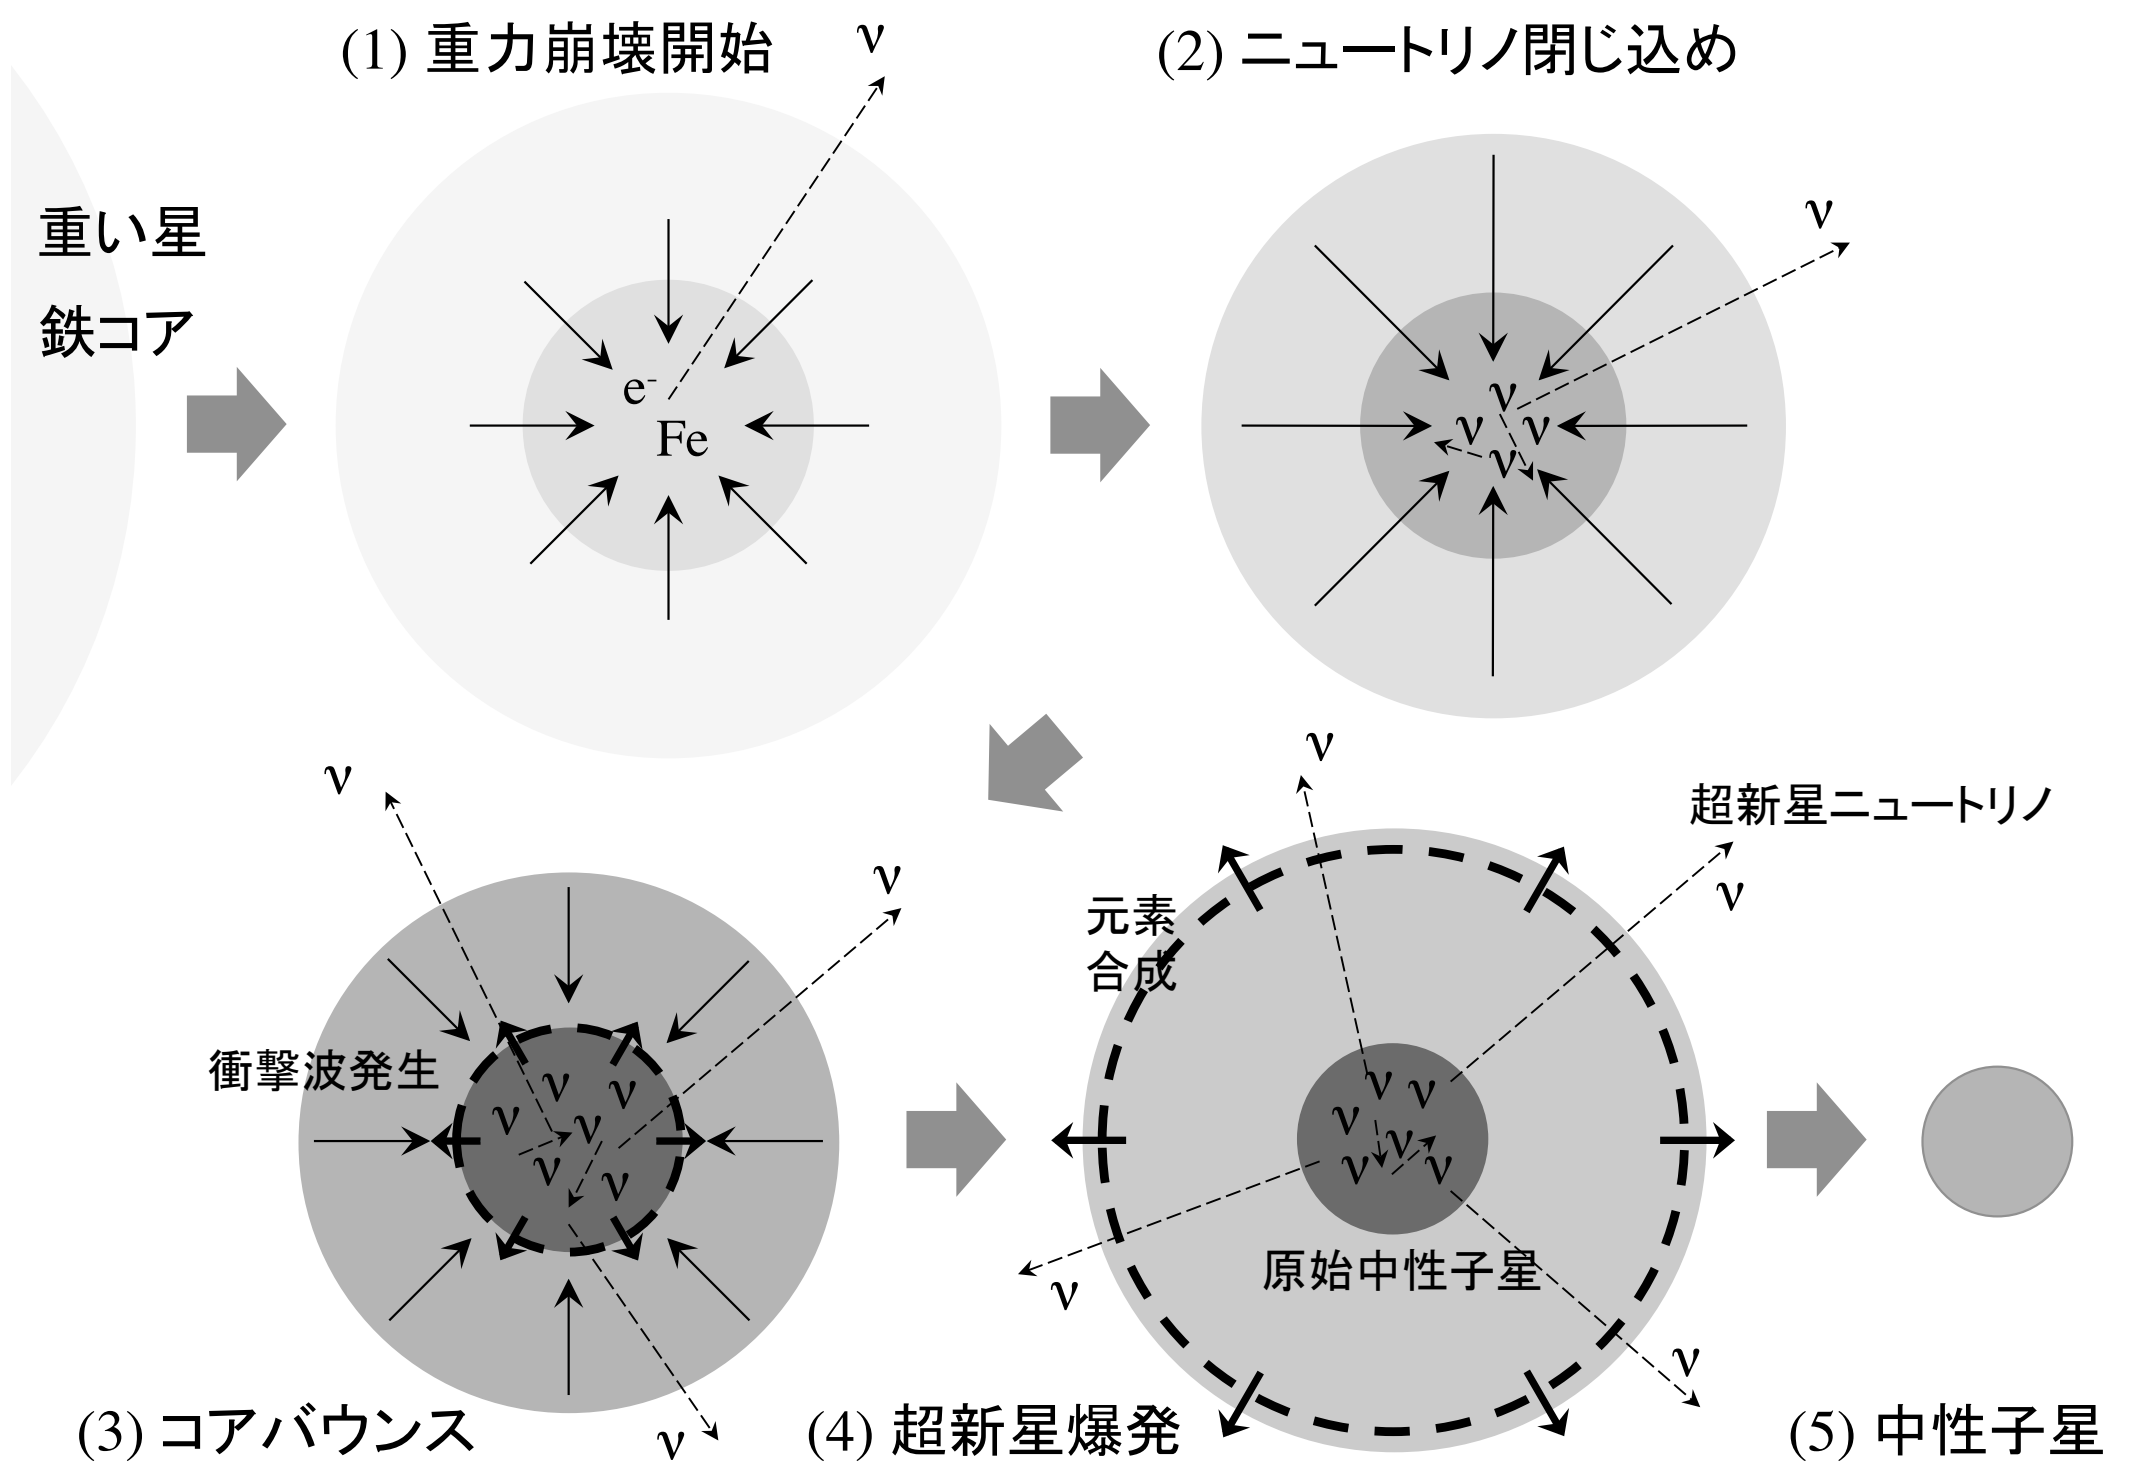 (1) 重力崩壊開始
ν
(2) ニュートリノ閉じ込め
重い星
鉄コア
e-
Fe
ν
ν
ν ν
ν
ν
ν
衝撃波発生
ν ν
ν ν
ν ν
ν
(3) コアバウンス
ν
超新星ニュートリノ
ν
元素
合成
ν ν
ν ν
ν ν
原始中性子星
ν
ν
(4) 超新星爆発
(5) 中性子星